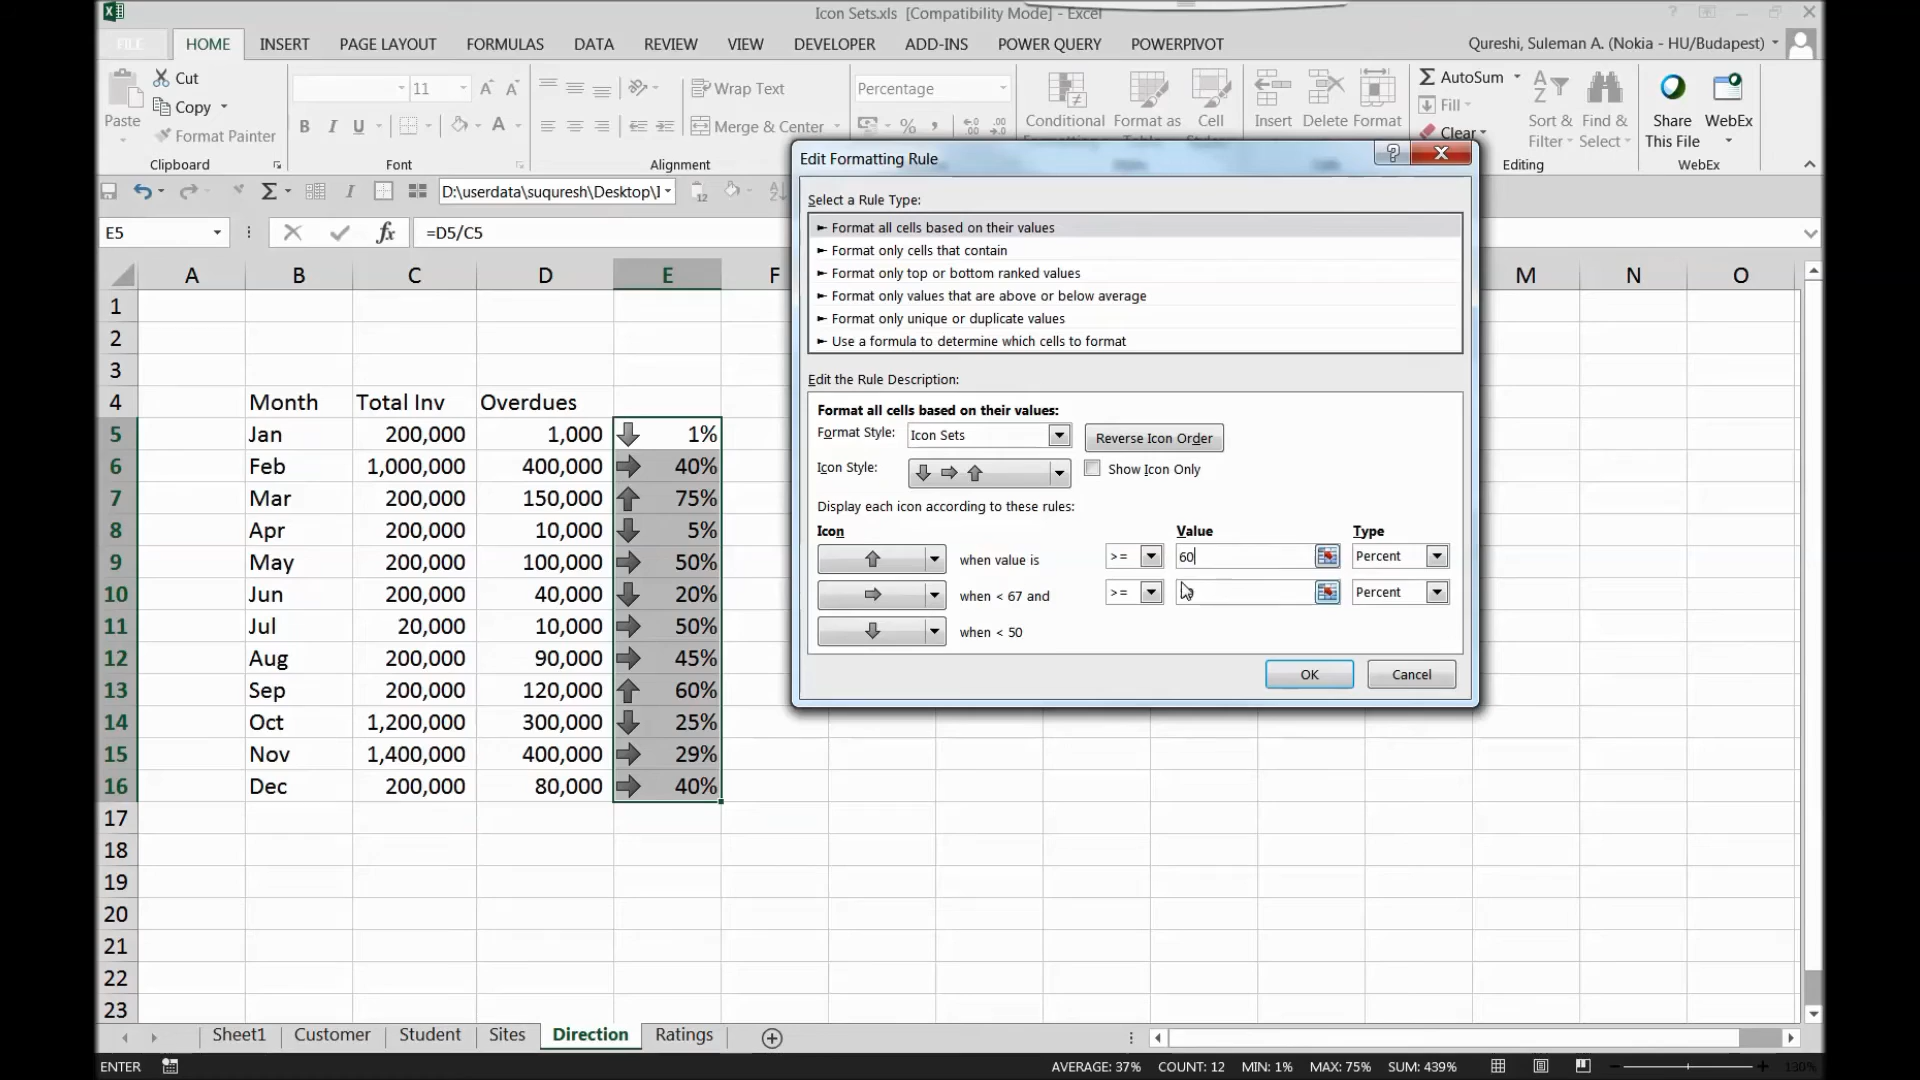 Icon Sets.xls [Compatibility Mode] - Excel
FILE HOME INSERT PAGE LAYOUT FORMULAS DATA REVIEW VIEW DEVELOPER ADD-INS POWER QUERY POWERPIVOT Qureshi, Suleman A. (Nokia - HU/Budapest)
Cut
Copy
Format Painter
Paste
Clipboard
11
B I U
A
Font
Wrap Text
Merge & Center
Alignment
Percentage
%
Conditional
Format as
Cell
Insert Delete Format
AutoSum
Fill
Clear
Sort & Filter
Find & Select
Editing
Share This File
WebEx
WebEx
D:\userdata\suquresh\Desktop\I
E5
fx
=D5/C5
A B C D E F M N O
1
2
3
4 Month Total Inv Overdues
5 Jan 200,000 1,000 1%
6 Feb 1,000,000 400,000 40%
7 Mar 200,000 150,000 75%
8 Apr 200,000 10,000 5%
9 May 200,000 100,000 50%
10 Jun 200,000 40,000 20%
11 Jul 20,000 10,000 50%
12 Aug 200,000 90,000 45%
13 Sep 200,000 120,000 60%
14 Oct 1,200,000 300,000 25%
15 Nov 1,400,000 400,000 29%
16 Dec 200,000 80,000 40%
17
18
19
20
21
22
23
Edit Formatting Rule
Select a Rule Type:
► Format all cells based on their values
► Format only cells that contain
► Format only top or bottom ranked values
► Format only values that are above or below average
► Format only unique or duplicate values
► Use a formula to determine which cells to format
Edit the Rule Description:
Format all cells based on their values:
Format Style: Icon Sets Reverse Icon Order
Icon Style: Show Icon Only
Display each icon according to these rules:
Icon Value Type
when value is >= 60 Percent
when < 67 and >= Percent
when < 50
OK Cancel
Sheet1 Customer Student Sites Direction Ratings
ENTER AVERAGE: 37% COUNT: 12 MIN: 1% MAX: 75% SUM: 439% 130%